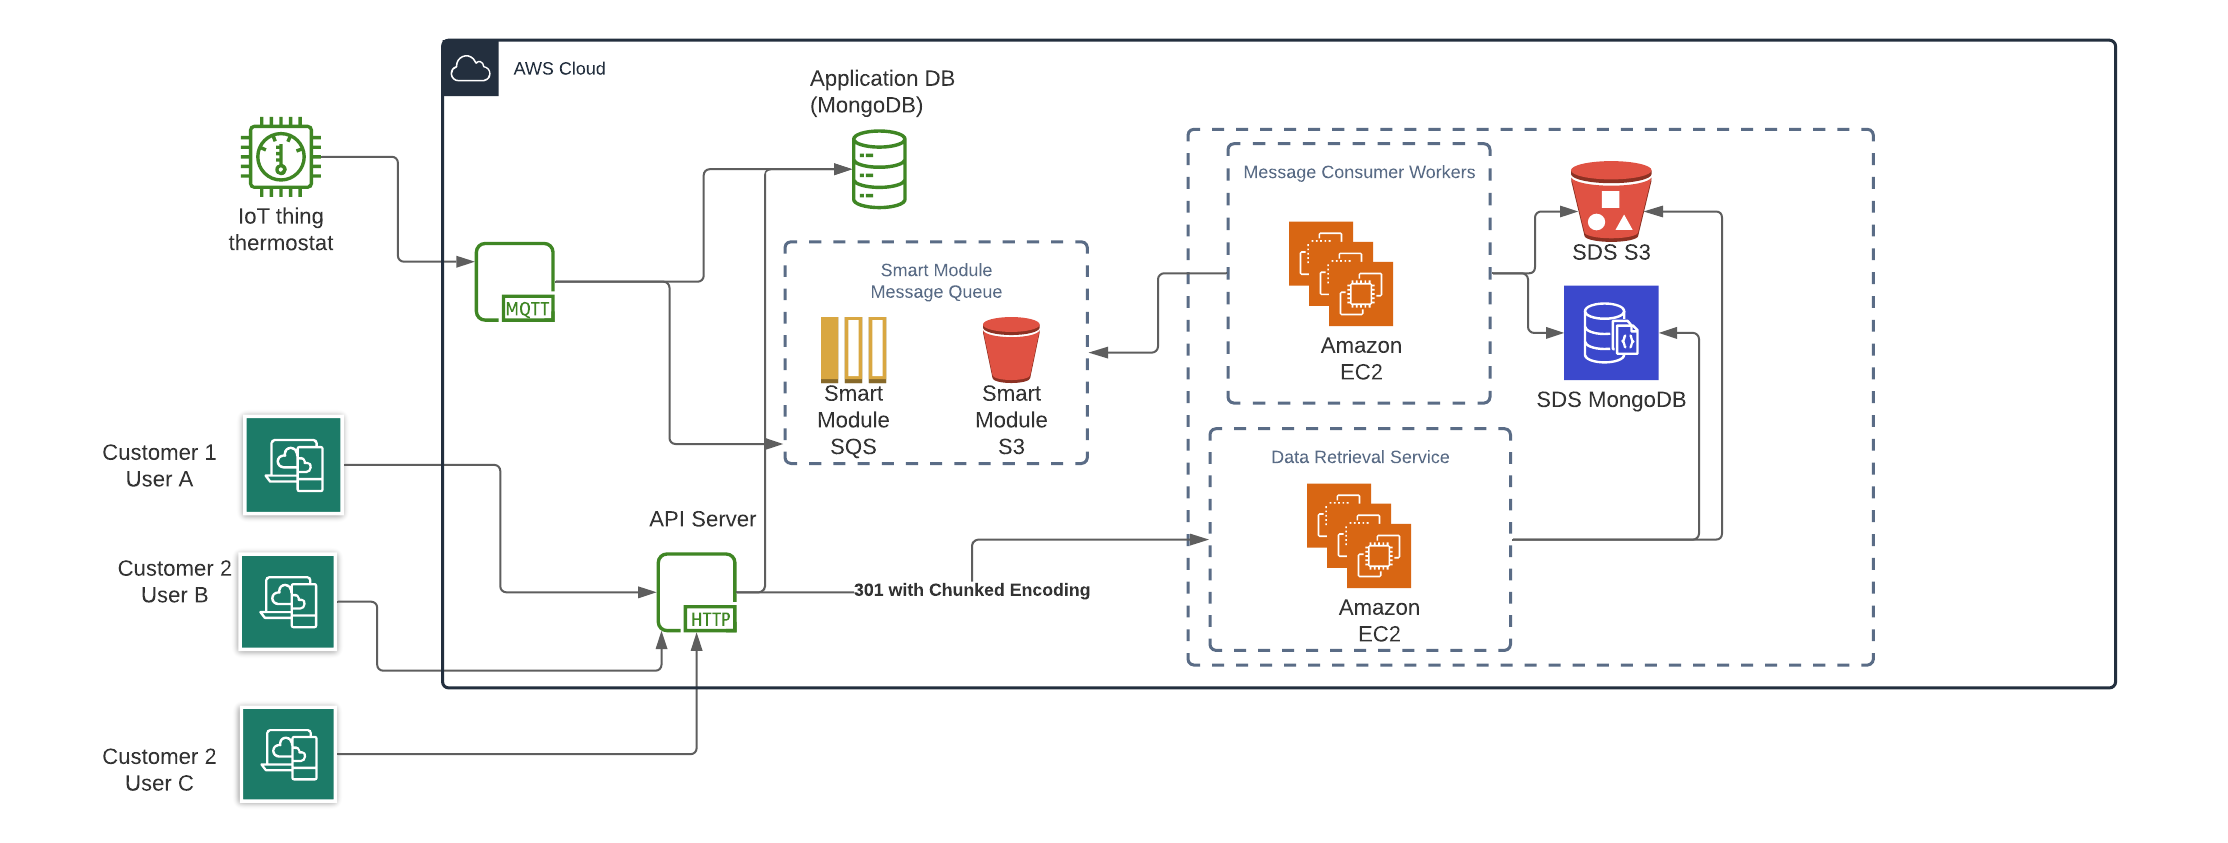 AWS Cloud
Application DB
(MongoDB)
IoT thing
thermostat
MQTT
Smart Module
Message Queue
Smart
Module
SQS
Smart
Module
S3
Message Consumer Workers
Amazon
EC2
SDS S3
SDS MongoDB
Customer 1
User A
Data Retrieval Service
Amazon
EC2
API Server
HTTP
301 with Chunked Encoding
Customer 2
User B
Customer 2
User C